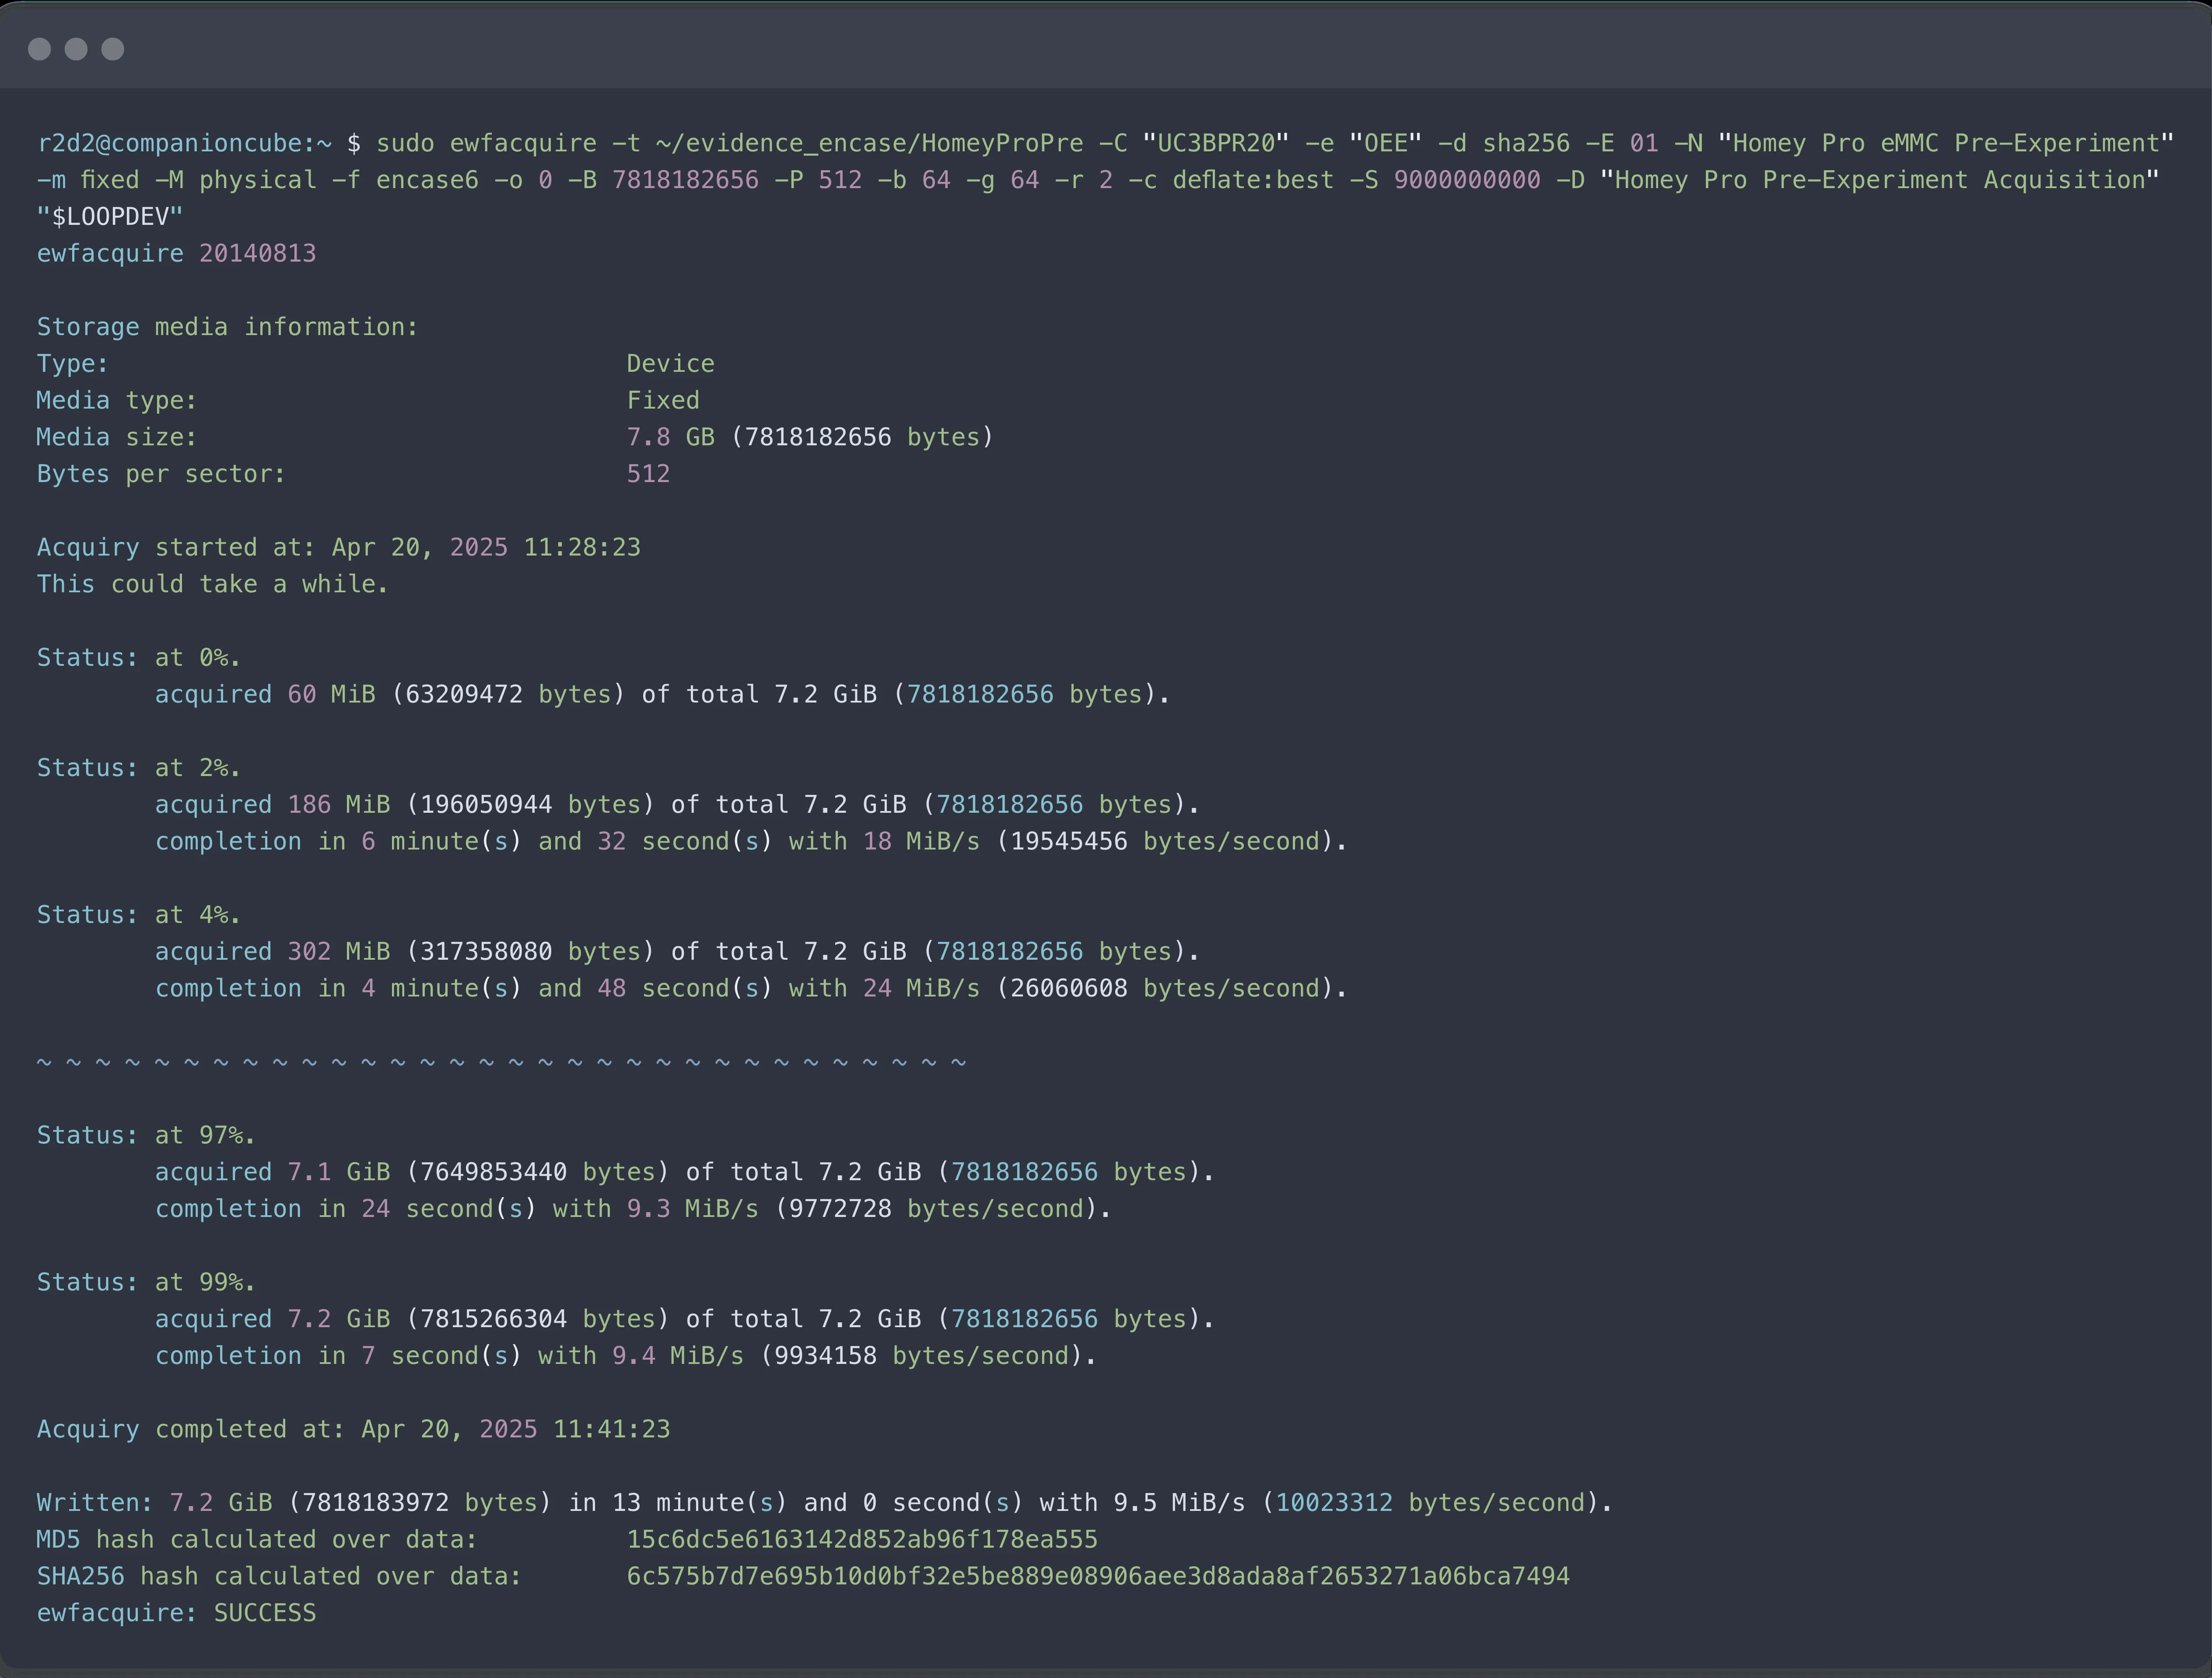 r2d2@companioncube:~ $ sudo ewfacquire -t ~/evidence_encase/HomeyProPre -C "UC3BPR20" -e "OEE" -d sha256 -E 01 -N "Homey Pro eMMC Pre-Experiment"
-m fixed -M physical -f encase6 -o 0 -B 7818182656 -P 512 -b 64 -g 64 -r 2 -c deflate:best -S 9000000000 -D "Homey Pro Pre-Experiment Acquisition"
"$LOOPDEV"
ewfacquire 20140813
Storage media information:
Type: Device
Media type: Fixed
Media size: 7.8 GB (7818182656 bytes)
Bytes per sector: 512
Acquiry started at: Apr 20, 2025 11:28:23
This could take a while.
Status: at 0%.
acquired 60 MiB (63209472 bytes) of total 7.2 GiB (7818182656 bytes).
Status: at 2%.
acquired 186 MiB (196050944 bytes) of total 7.2 GiB (7818182656 bytes).
completion in 6 minute(s) and 32 second(s) with 18 MiB/s (19545456 bytes/second).
Status: at 4%.
acquired 302 MiB (317358080 bytes) of total 7.2 GiB (7818182656 bytes).
completion in 4 minute(s) and 48 second(s) with 24 MiB/s (26060608 bytes/second).
~ ~ ~ ~ ~ ~ ~ ~ ~ ~ ~ ~ ~ ~ ~ ~ ~ ~ ~ ~ ~ ~ ~ ~ ~ ~ ~ ~ ~ ~ ~ ~
Status: at 97%.
acquired 7.1 GiB (7649853440 bytes) of total 7.2 GiB (7818182656 bytes).
completion in 24 second(s) with 9.3 MiB/s (9772728 bytes/second).
Status: at 99%.
acquired 7.2 GiB (7815266304 bytes) of total 7.2 GiB (7818182656 bytes).
completion in 7 second(s) with 9.4 MiB/s (9934158 bytes/second).
Acquiry completed at: Apr 20, 2025 11:41:23
Written: 7.2 GiB (7818183972 bytes) in 13 minute(s) and 0 second(s) with 9.5 MiB/s (10023312 bytes/second).
MD5 hash calculated over data: 15c6dc5e6163142d852ab96f178ea555
SHA256 hash calculated over data: 6c575b7d7e695b10d0bf32e5be889e08906aee3d8ada8af2653271a06bca7494
ewfacquire: SUCCESS